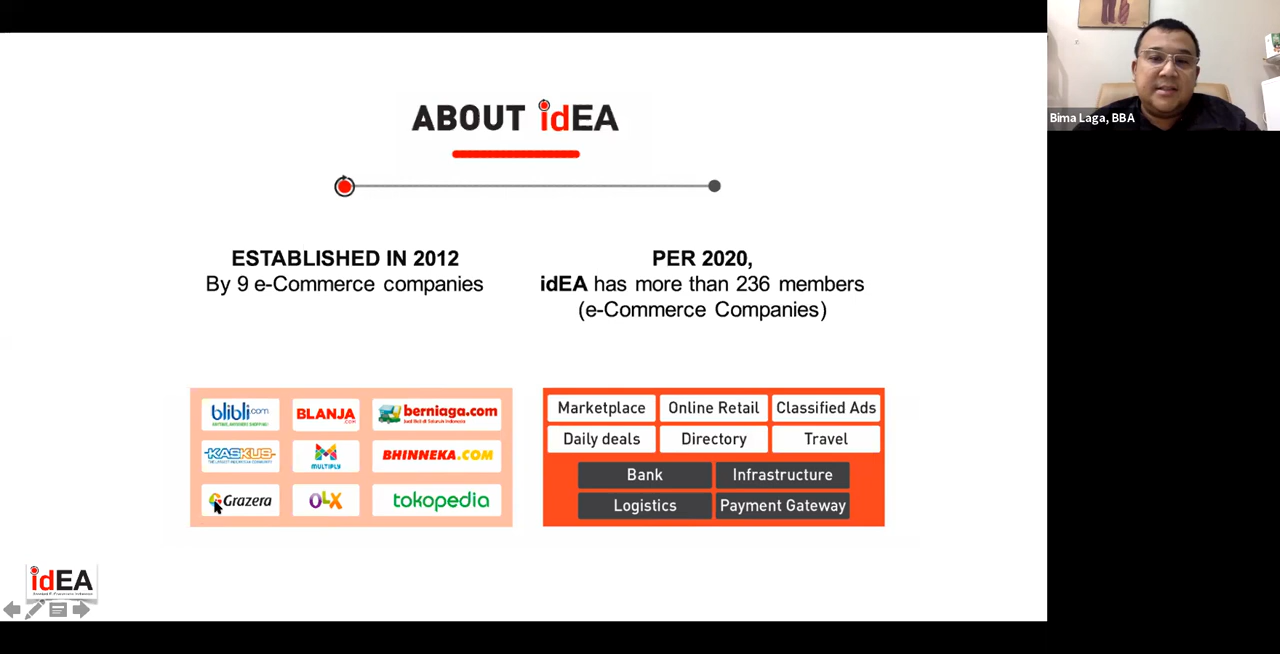 ABOUT idEA
ESTABLISHED IN 2012
By 9 e-Commerce companies
PER 2020,
idEA has more than 236 members
(e-Commerce Companies)
blibli.com
BLANJA.COM
berniaga.com
KASKUS
MULTIPLY
BHINNEKA.COM
Grazera
OLX
tokopedia
Marketplace
Online Retail
Classified Ads
Daily deals
Directory
Travel
Bank
Infrastructure
Logistics
Payment Gateway
idEA
Bima Laga, BBA